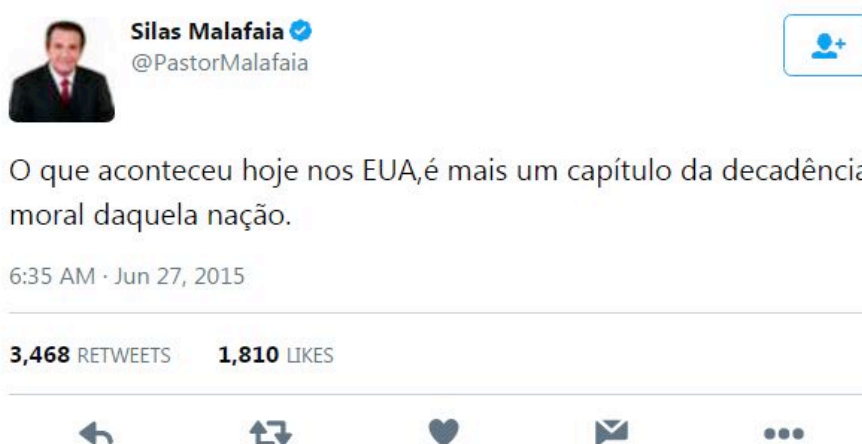 Silas Malafaia
@PastorMalafaia
O que aconteceu hoje nos EUA,é mais um capítulo da decadência
moral daquela nação.
6:35 AM · Jun 27, 2015
3,468 RETWEETS 1,810 LIKES